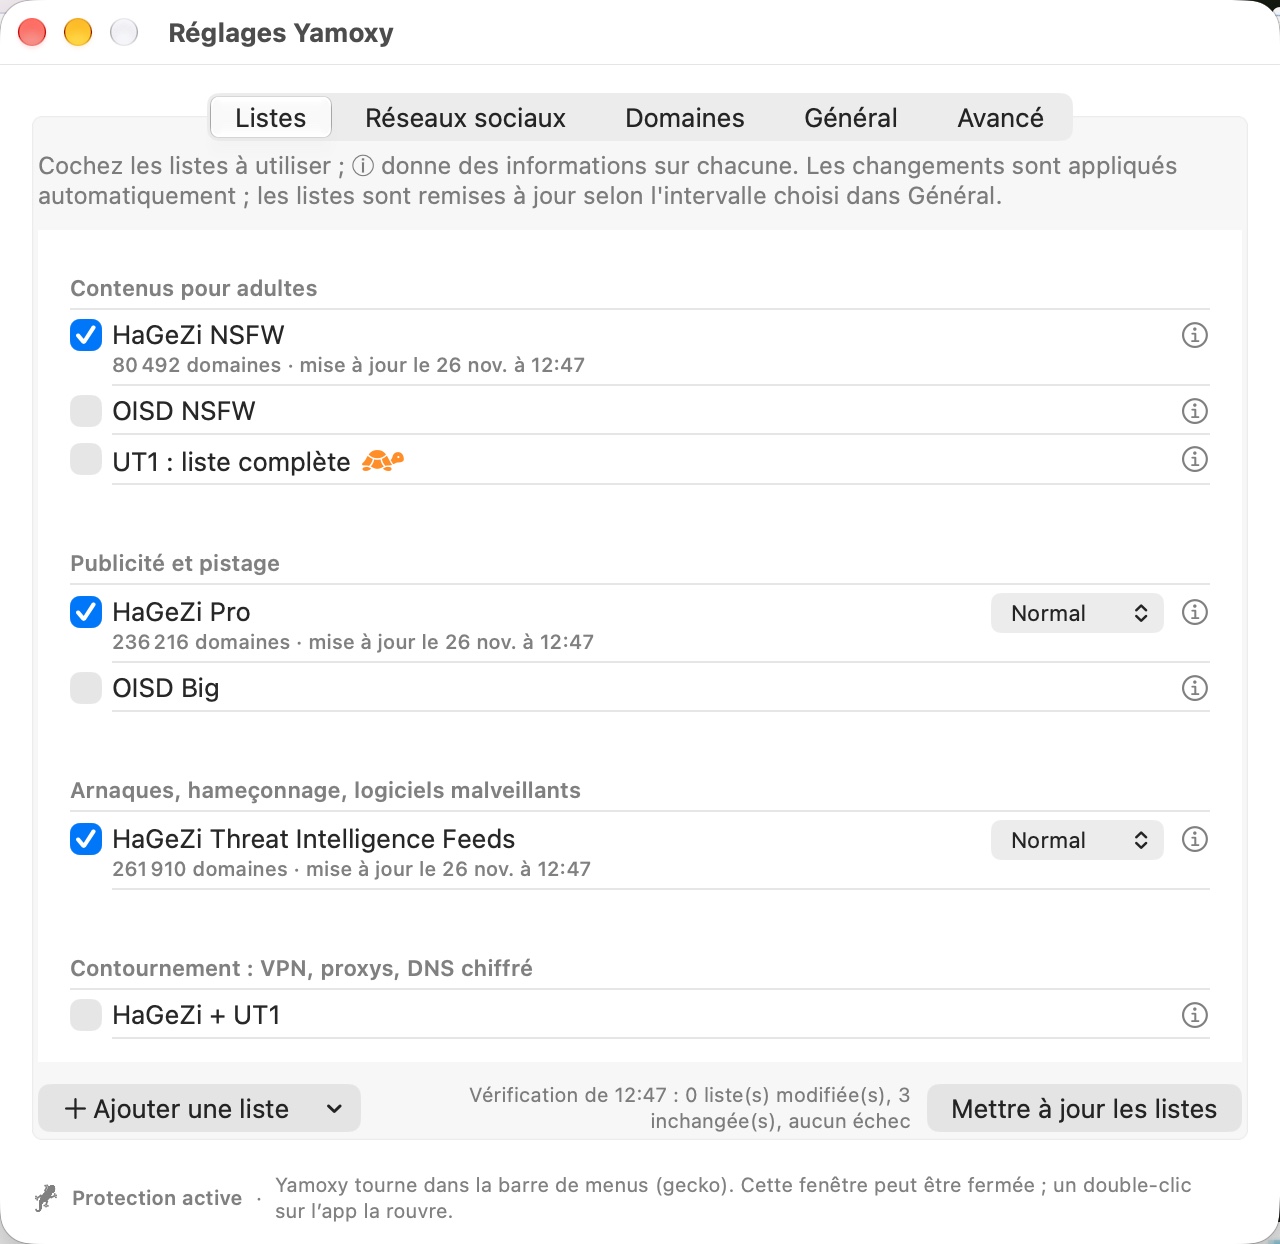 Réglages Yamoxy
Listes
Réseaux sociaux
Domaines
Général
Avancé
Cochez les listes à utiliser ; ⓘ donne des informations sur chacune. Les changements sont appliqués
automatiquement ; les listes sont remises à jour selon l'intervalle choisi dans Général.
Contenus pour adultes
HaGeZi NSFW
80 492 domaines · mise à jour le 26 nov. à 12:47
OISD NSFW
UT1 : liste complète
Publicité et pistage
HaGeZi Pro
Normal
236 216 domaines · mise à jour le 26 nov. à 12:47
OISD Big
Arnaques, hameçonnage, logiciels malveillants
HaGeZi Threat Intelligence Feeds
Normal
261 910 domaines · mise à jour le 26 nov. à 12:47
Contournement : VPN, proxys, DNS chiffré
HaGeZi + UT1
+ Ajouter une liste
Vérification de 12:47 : 0 liste(s) modifiée(s), 3
inchangée(s), aucun échec
Mettre à jour les listes
Protection active ·
Yamoxy tourne dans la barre de menus (gecko). Cette fenêtre peut être fermée ; un double-clic
sur l’app la rouvre.